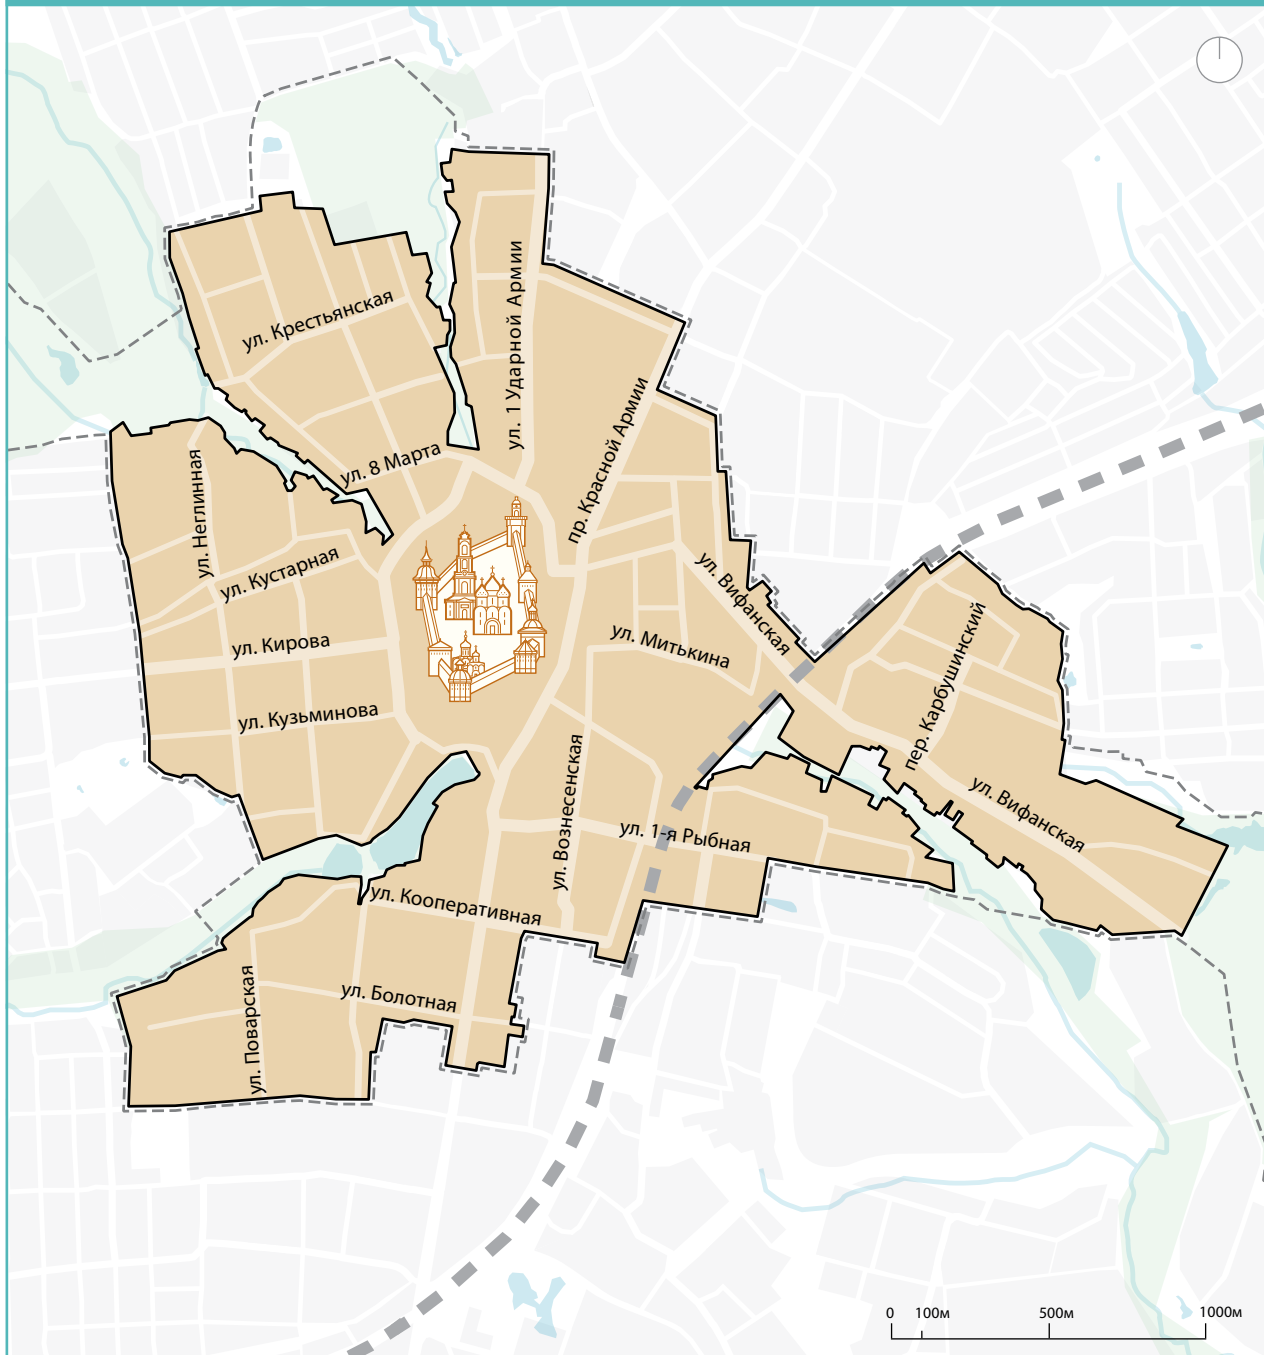 ул. Крестьянская
ул. 1 Ударной Армии
пр. Красной Армии
ул. 8 Марта
ул. Неглинная
ул. Кустарная
ул. Вифанская
ул. Кирова
ул. Митькина
пер. Карбушинский
ул. Кузьминова
ул. Вознесенская
ул. Вифанская
ул. 1-я Рыбная
ул. Кооперативная
ул. Поварская
ул. Болотная
0 100м 500м 1000м